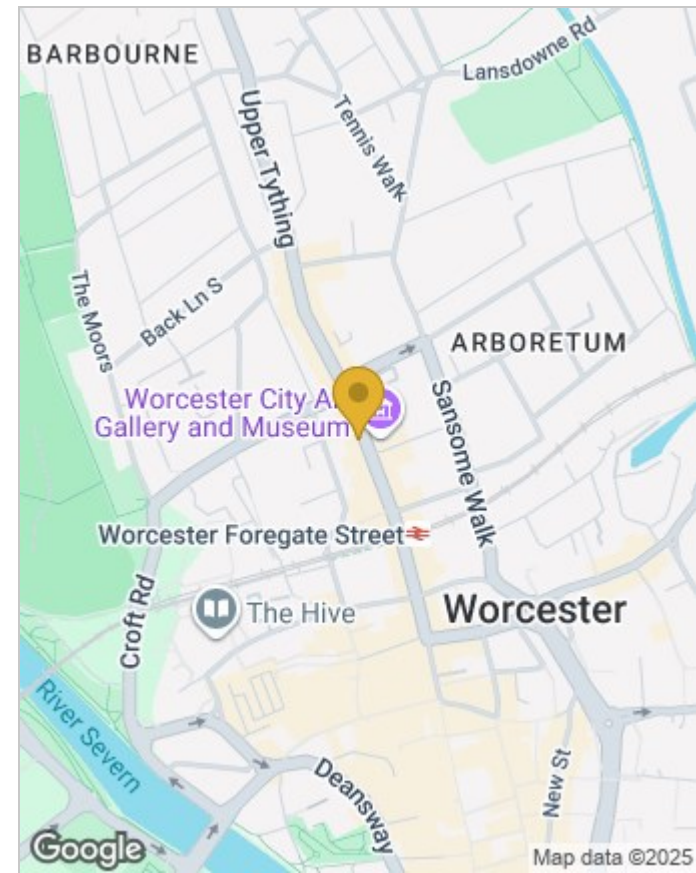 BARBOURNE
Lansdowne Rd
Upper Tything
Tennis Walk
The Moors
Back Ln S
ARBORETUM
Worcester City A
Gallery and Museum
Sansome Walk
Worcester Foregate Street
Croft Rd
The Hive
Worcester
River Severn
Deansway
New St
Google
Map data ©2025